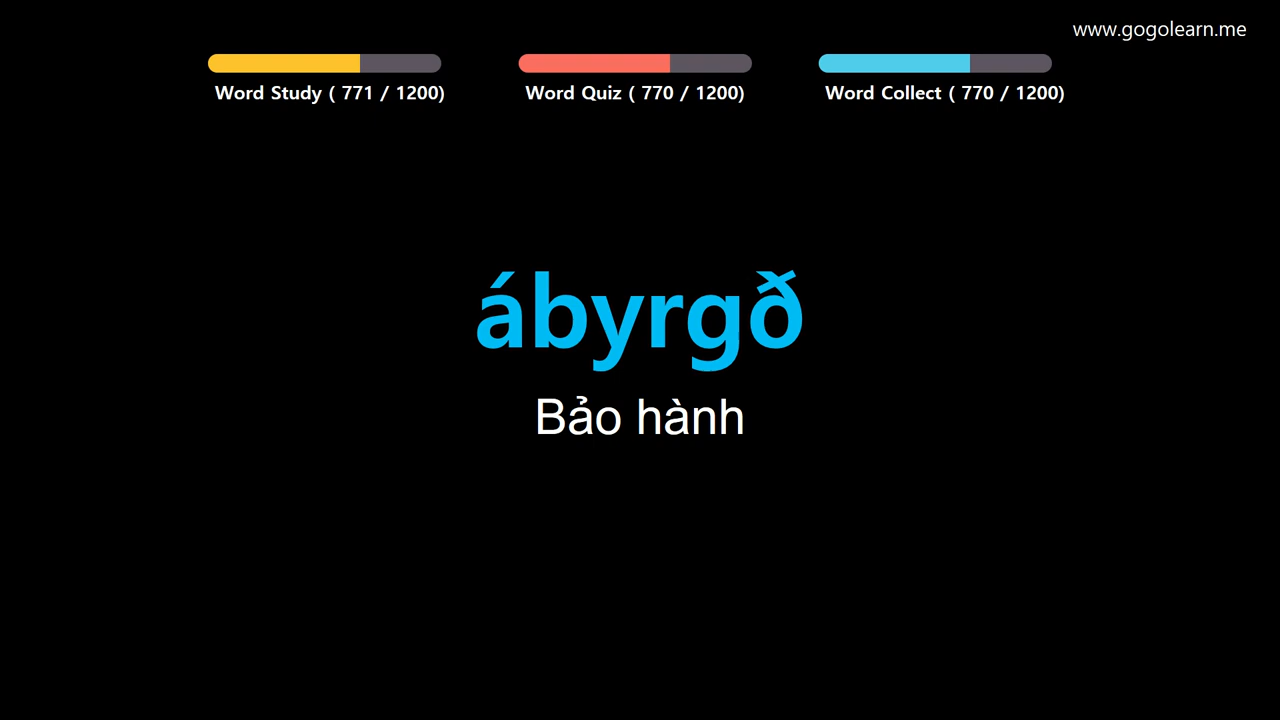 www.gogolearn.me
Word Study ( 771 / 1200)
Word Quiz ( 770 / 1200)
Word Collect ( 770 / 1200)
ábyrgð
Bảo hành